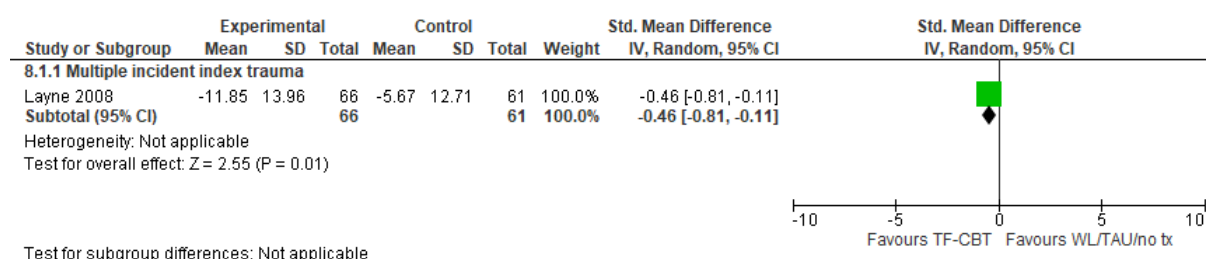 Experimental Control Std. Mean Difference Std. Mean Difference
Study or Subgroup Mean SD Total Mean SD Total Weight IV, Random, 95% CI IV, Random, 95% CI
8.1.1 Multiple incident index trauma
Layne 2008 -11.85 13.96 66 -5.67 12.71 61 100.0% -0.46 [-0.81, -0.11]
Subtotal (95% CI) 66 61 100.0% -0.46 [-0.81, -0.11]
Heterogeneity: Not applicable
Test for overall effect: Z = 2.55 (P = 0.01)
-10 -5 0 5 10
Favours TF-CBT Favours WL/TAU/no tx
Test for subgroup differences: Not applicable